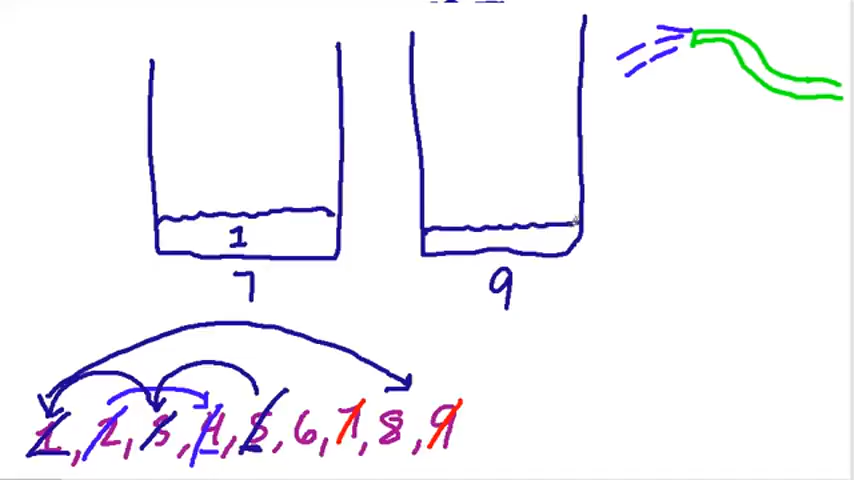 1
7 9
1, 2, 3, 4, 5, 6, 7, 8, 9